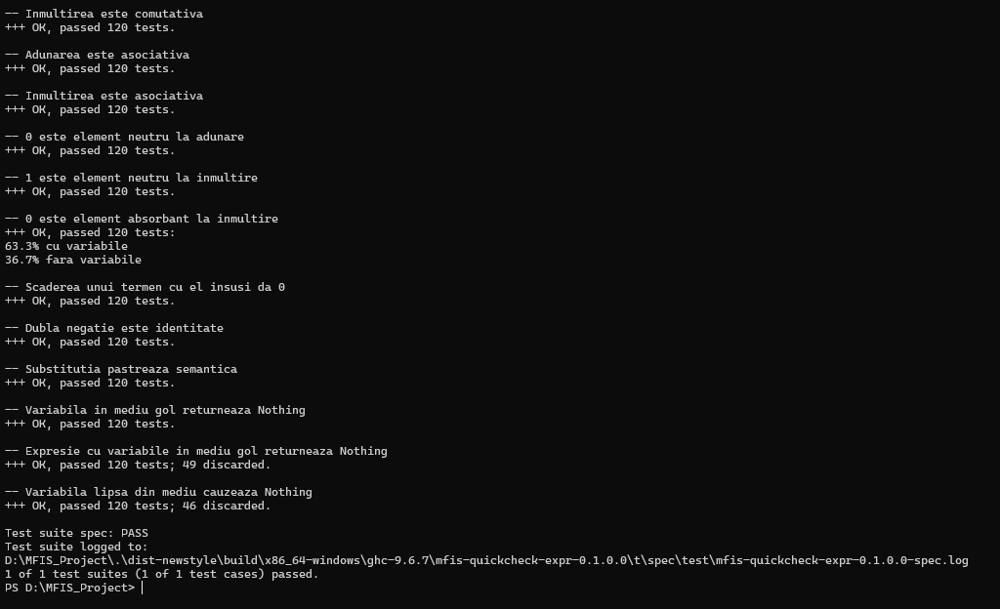 -- Inmultirea este comutativa
+++ OK, passed 120 tests.
-- Adunarea este asociativa
+++ OK, passed 120 tests.
-- Inmultirea este asociativa
+++ OK, passed 120 tests.
-- 0 este element neutru la adunare
+++ OK, passed 120 tests.
-- 1 este element neutru la inmultire
+++ OK, passed 120 tests.
-- 0 este element absorbant la inmultire
+++ OK, passed 120 tests:
63.3% cu variabile
36.7% fara variabile
-- Scaderea unui termen cu el insusi da 0
+++ OK, passed 120 tests.
-- Dubla negatie este identitate
+++ OK, passed 120 tests.
-- Substitutia pastreaza semantica
+++ OK, passed 120 tests.
-- Variabila in mediu gol returneaza Nothing
+++ OK, passed 120 tests.
-- Expresie cu variabile in mediu gol returneaza Nothing
+++ OK, passed 120 tests; 49 discarded.
-- Variabila lipsa din mediu cauzeaza Nothing
+++ OK, passed 120 tests; 46 discarded.
Test suite spec: PASS
Test suite logged to:
D:\MFIS_Project\.\dist-newstyle\build\x86_64-windows\ghc-9.6.7\mfis-quickcheck-expr-0.1.0.0\t\spec\test\mfis-quickcheck-expr-0.1.0.0-spec.log
1 of 1 test suites (1 of 1 test cases) passed.
PS D:\MFIS_Project>